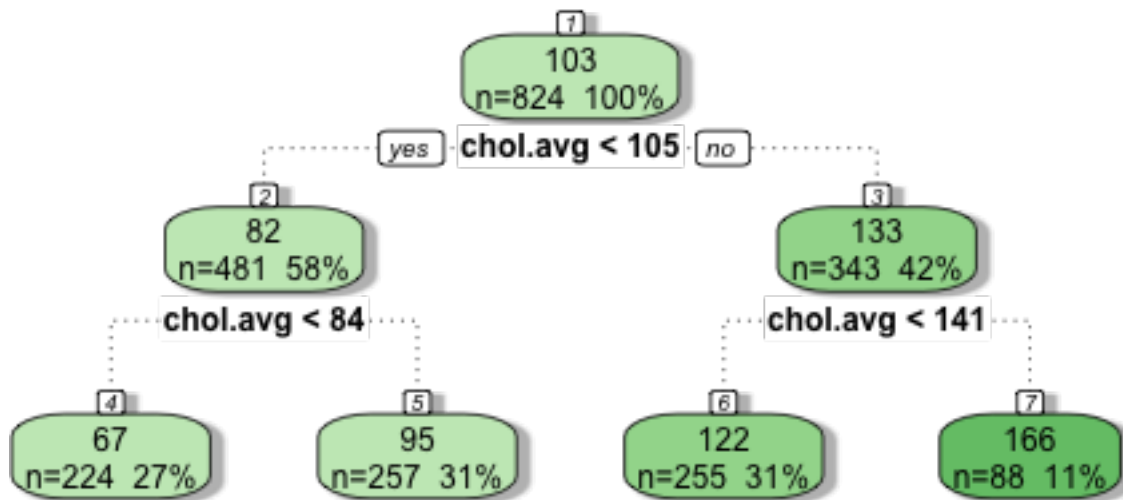 1
103
n=824 100%
yes chol.avg < 105 no
2
3
82
133
n=481 58%
n=343 42%
chol.avg < 84
chol.avg < 141
4
5
6
7
67
95
122
166
n=224 27%
n=257 31%
n=255 31%
n=88 11%